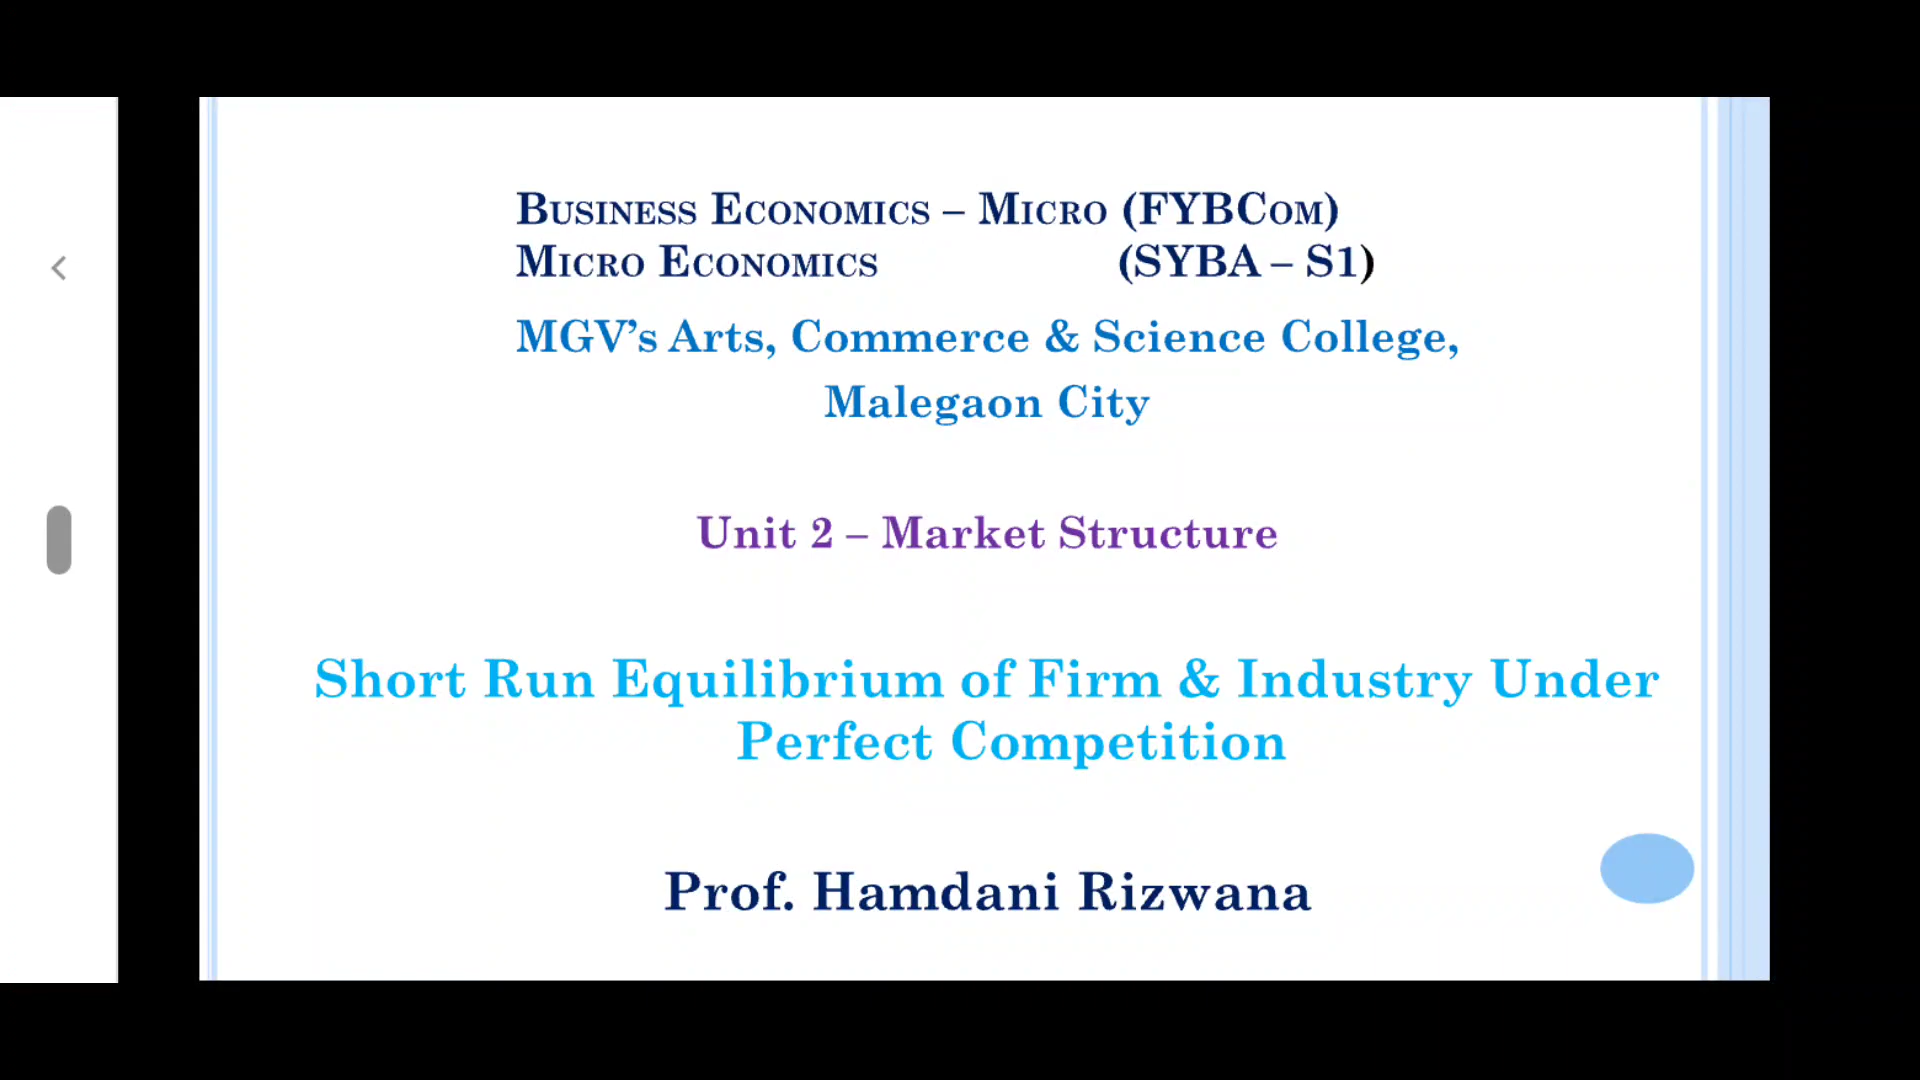 Business Economics – Micro (FYBCom)
Micro Economics (SYBA – S1)
MGV’s Arts, Commerce & Science College,
Malegaon City
Unit 2 – Market Structure
Short Run Equilibrium of Firm & Industry Under
Perfect Competition
Prof. Hamdani Rizwana